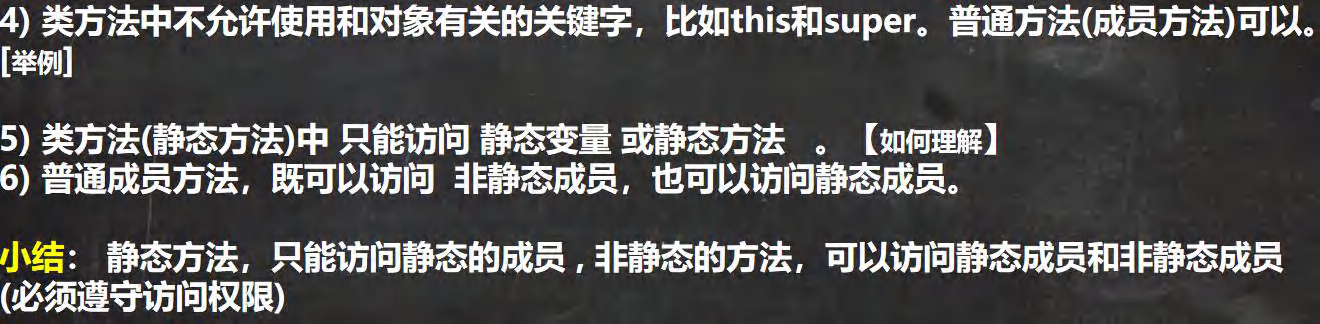 4) 类方法中不允许使用和对象有关的关键字，比如this和super。普通方法(成员方法)可以。
[举例]
5) 类方法(静态方法)中 只能访问 静态变量 或静态方法 。【如何理解】
6) 普通成员方法，既可以访问 非静态成员，也可以访问静态成员。
小结： 静态方法，只能访问静态的成员 , 非静态的方法，可以访问静态成员和非静态成员
(必须遵守访问权限)